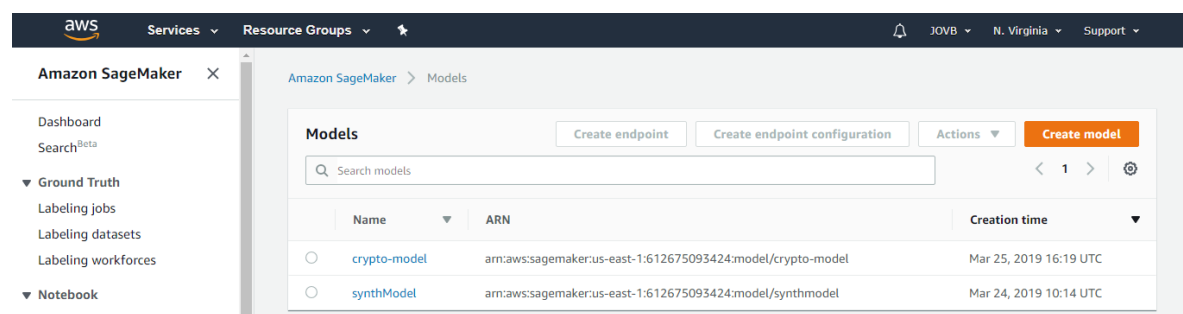 aws Services Resource Groups JOVB N. Virginia Support
Amazon SageMaker
Dashboard
Search Beta
Ground Truth
Labeling jobs
Labeling datasets
Labeling workforces
Notebook
Amazon SageMaker > Models
Models Create endpoint Create endpoint configuration Actions Create model
Search models < 1 >
Name ARN Creation time
crypto-model arn:aws:sagemaker:us-east-1:612675093424:model/crypto-model Mar 25, 2019 16:19 UTC
synthModel arn:aws:sagemaker:us-east-1:612675093424:model/synthmodel Mar 24, 2019 10:14 UTC